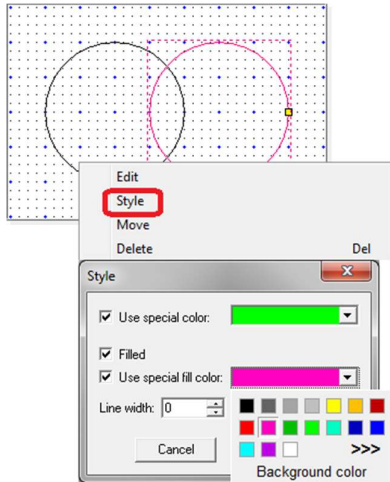 Edit
Style
Move
Delete Del
Style
Use special color:
Filled
Use special fill color:
Line width: 0
Cancel
>>>
Background color